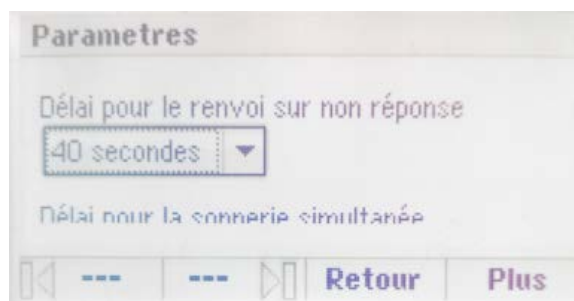 Parametres
Délai pour le renvoi sur non réponse
40 secondes
Délai pour la sonnerie simultanée
--- --- Retour Plus